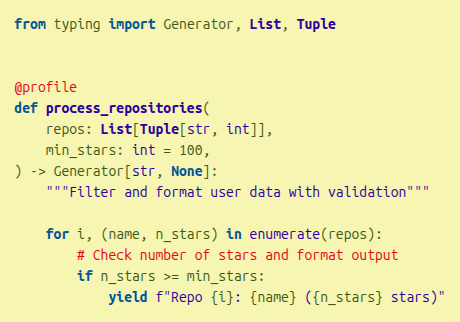 from typing import Generator, List, Tuple
@profile
def process_repositories(
    repos: List[Tuple[str, int]],
    min_stars: int = 100,
) -> Generator[str, None]:
    """Filter and format user data with validation"""
    for i, (name, n_stars) in enumerate(repos):
        # Check number of stars and format output
        if n_stars >= min_stars:
            yield f"Repo {i}: {name} ({n_stars} stars)"